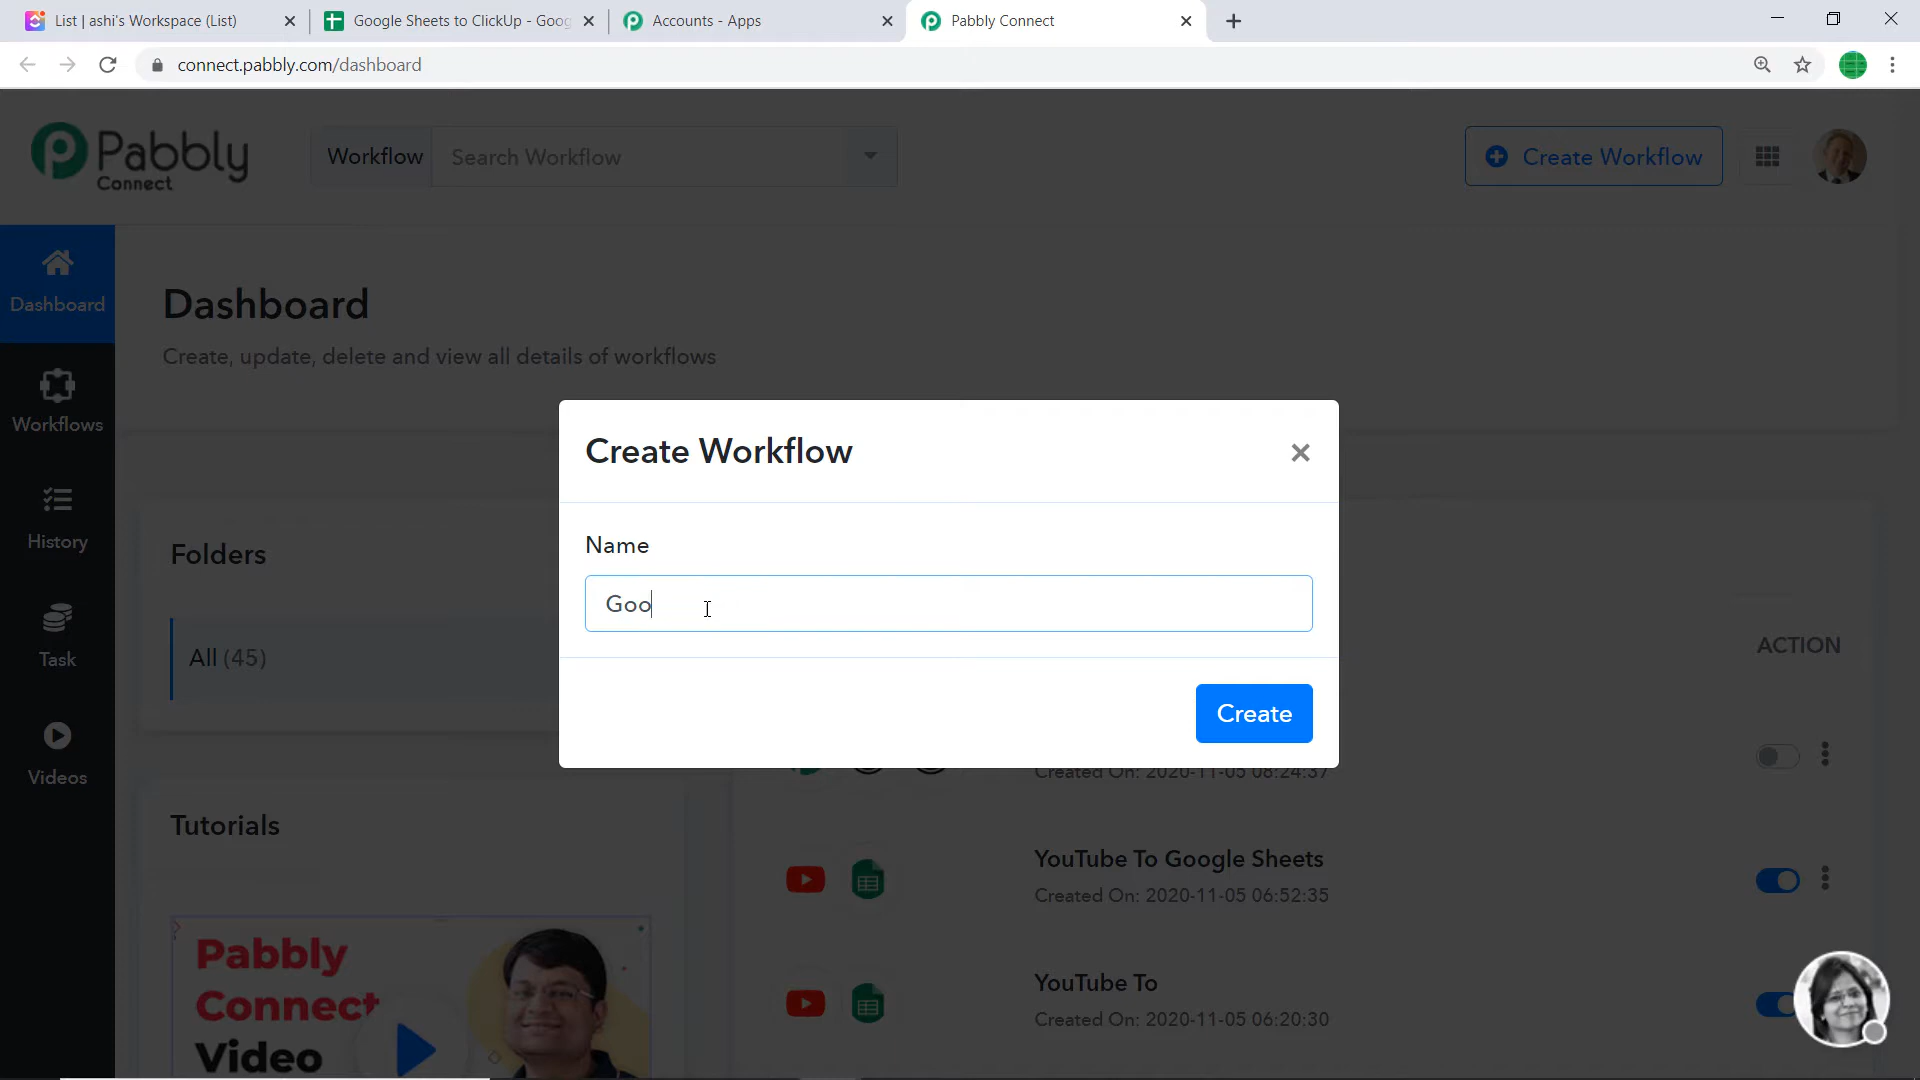 List | ashi's Workspace (List)
Google Sheets to ClickUp - Goog
Accounts - Apps
Pabbly Connect
connect.pabbly.com/dashboard
Pabbly
Connect
Workflow
Search Workflow
Create Workflow
Dashboard
Workflows
History
Task
Videos
Dashboard
Create, update, delete and view all details of workflows
Folders
All (45)
Tutorials
Pabbly
Connect
Video
Create Workflow
Name
Goo
Create
ACTION
Created On: 2020-11-05 08:24:37
YouTube To Google Sheets
Created On: 2020-11-05 06:52:35
YouTube To
Created On: 2020-11-05 06:20:30